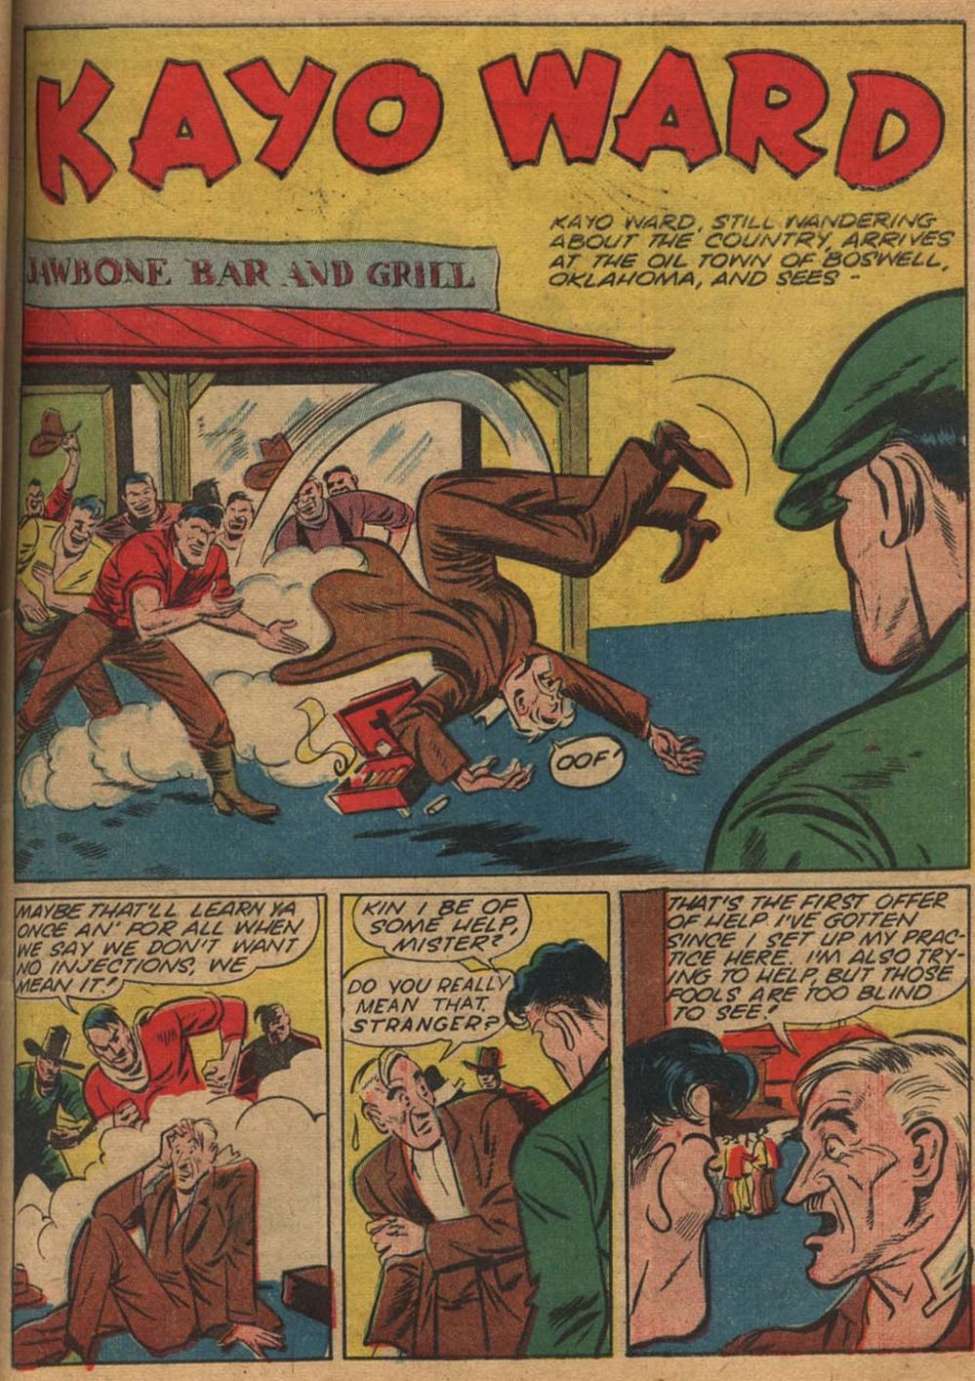 KAYO WARD
KAYO WARD, STILL WANDERING
ABOUT THE COUNTRY, ARRIVES
AT THE OIL TOWN OF BOSWELL,
OKLAHOMA, AND SEES -
JAWBONE BAR AND GRILL
OOF!
MAYBE THAT'LL LEARN YA
ONCE AN' FOR ALL WHEN
WE SAY WE DON'T WANT
NO INJECTIONS, WE
MEAN IT!
KIN I BE OF
SOME HELP,
MISTER?
DO YOU REALLY
MEAN THAT,
STRANGER?
THAT'S THE FIRST OFFER
OF HELP I'VE GOTTEN
SINCE I SET UP MY PRAC-
TICE HERE. I'M ALSO TRY-
ING TO HELP, BUT THOSE
FOOLS ARE TOO BLIND
TO SEE!